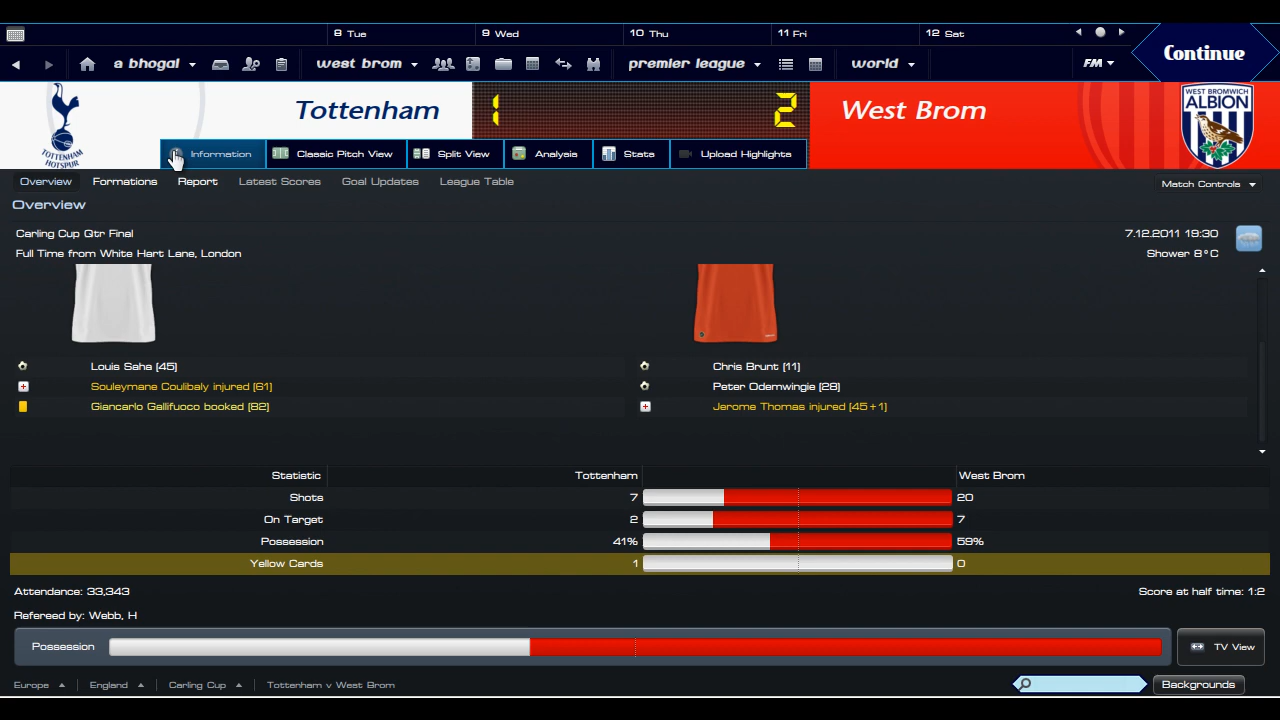 8 Tue 9 Wed 10 Thu 11 Fri 12 Sat
a bhogal west brom premier league world FM Continue
Tottenham 1 2 West Brom
TOTTENHAM HOTSPUR
WEST BROMWICH ALBION
Information Classic Pitch View Split View Analysis Stats Upload Highlights
Overview Formations Report Latest Scores Goal Updates League Table Match Controls
Overview
Carling Cup Qtr Final 7.12.2011 19:30
Full Time from White Hart Lane, London Shower 8°C
Louis Saha (45) Chris Brunt (11)
Souleymane Coulibaly injured (61) Peter Odemwingie (28)
Giancarlo Gallifuoco booked (82) Jerome Thomas injured (45+1)
Statistic Tottenham West Brom
Shots 7 20
On Target 2 7
Possession 41% 59%
Yellow Cards 1 0
Attendance: 33,343 Score at half time: 1:2
Refereed by: Webb, H
Possession TV View
Europe England Carling Cup Tottenham v West Brom Backgrounds